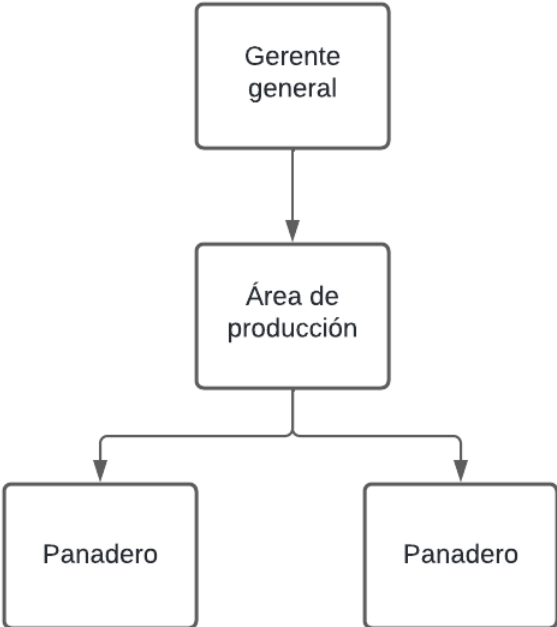 Gerente
general
Área de
producción
Panadero
Panadero